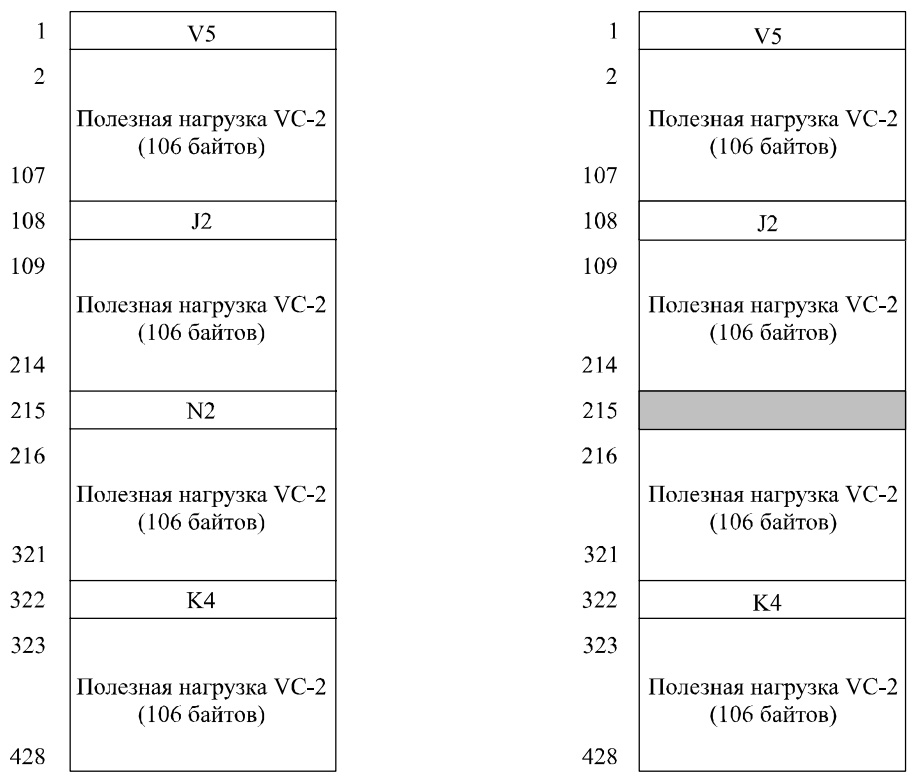 1
V5
2
Полезная нагрузка VC-2
(106 байтов)
107
108
J2
109
Полезная нагрузка VC-2
(106 байтов)
214
215
N2
216
Полезная нагрузка VC-2
(106 байтов)
321
322
K4
323
Полезная нагрузка VC-2
(106 байтов)
428
1
V5
2
Полезная нагрузка VC-2
(106 байтов)
107
108
J2
109
Полезная нагрузка VC-2
(106 байтов)
214
215
216
Полезная нагрузка VC-2
(106 байтов)
321
322
K4
323
Полезная нагрузка VC-2
(106 байтов)
428